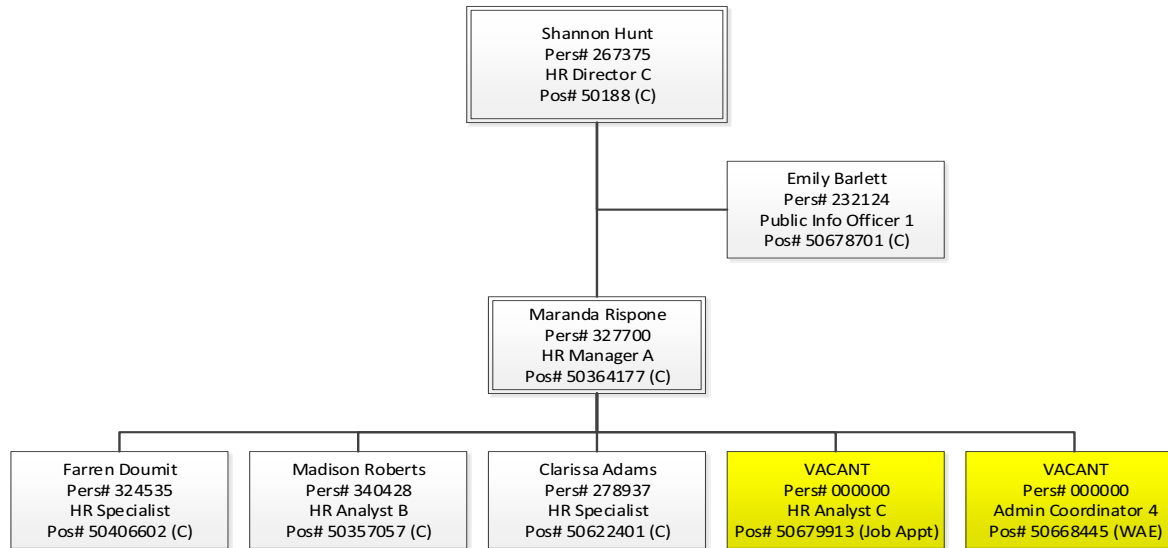 Shannon Hunt
Pers# 267375
HR Director C
Pos# 50188 (C)
Emily Barlett
Pers# 232124
Public Info Officer 1
Pos# 50678701 (C)
Maranda Rispone
Pers# 327700
HR Manager A
Pos# 50364177 (C)
Farren Doumit
Pers# 324535
HR Specialist
Pos# 50406602 (C)
Madison Roberts
Pers# 340428
HR Analyst B
Pos# 50357057 (C)
Clarissa Adams
Pers# 278937
HR Specialist
Pos# 50622401 (C)
VACANT
Pers# 000000
HR Analyst C
Pos# 50679913 (Job Appt)
VACANT
Pers# 000000
Admin Coordinator 4
Pos# 50668445 (WAE)